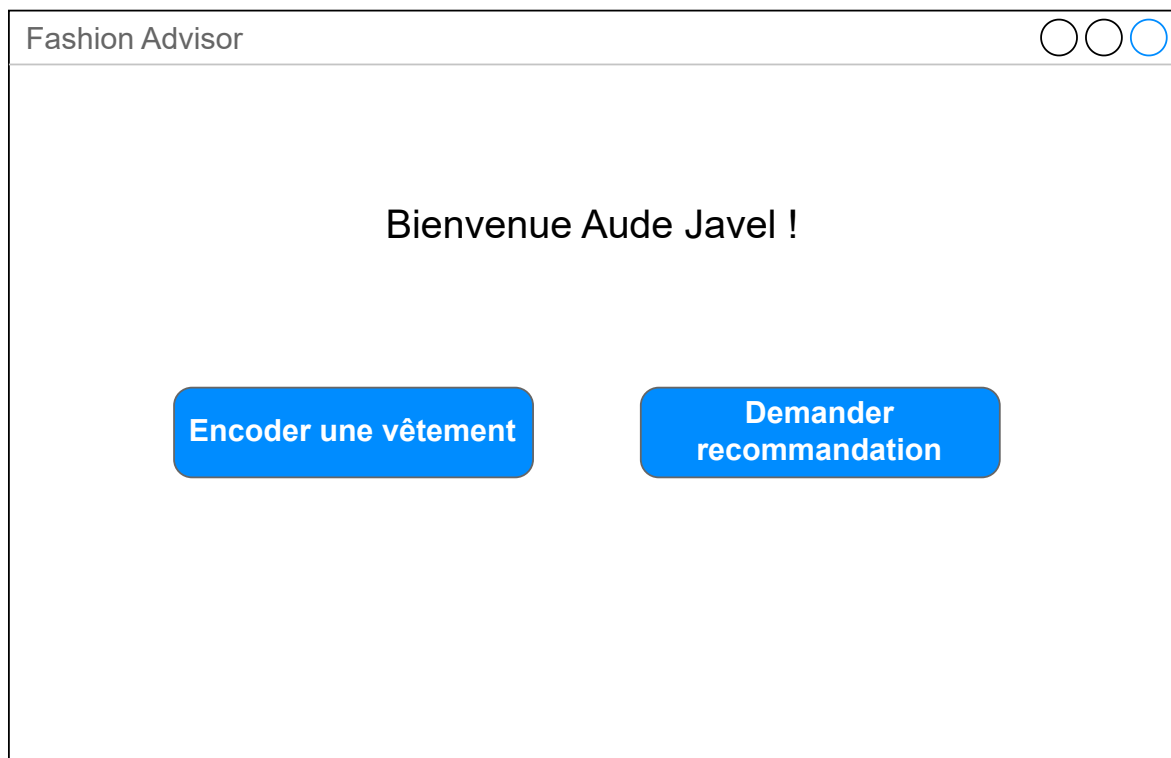 Fashion Advisor
Bienvenue Aude Javel !
Encoder une vêtement
Demander
recommandation